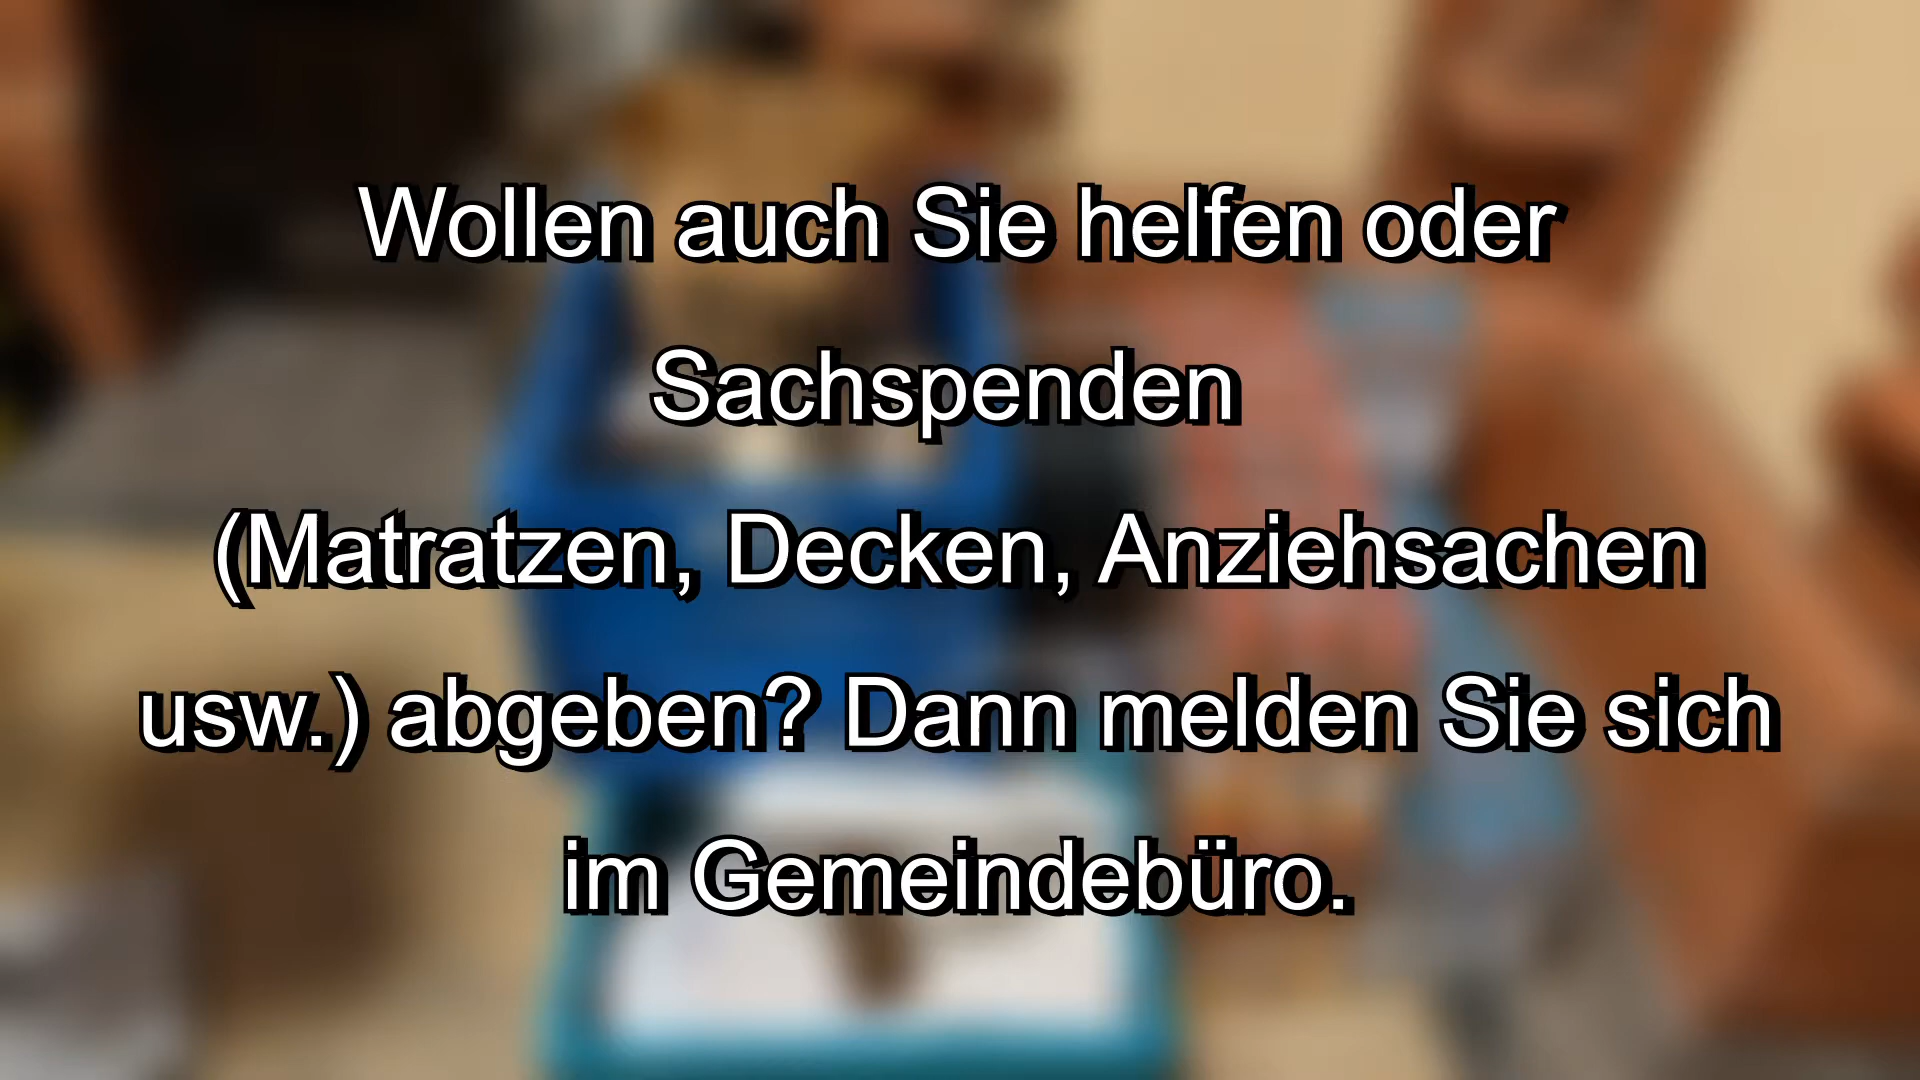 Wollen auch Sie helfen oder
Sachspenden
(Matratzen, Decken, Anziehsachen
usw.) abgeben? Dann melden Sie sich
im Gemeindebüro.